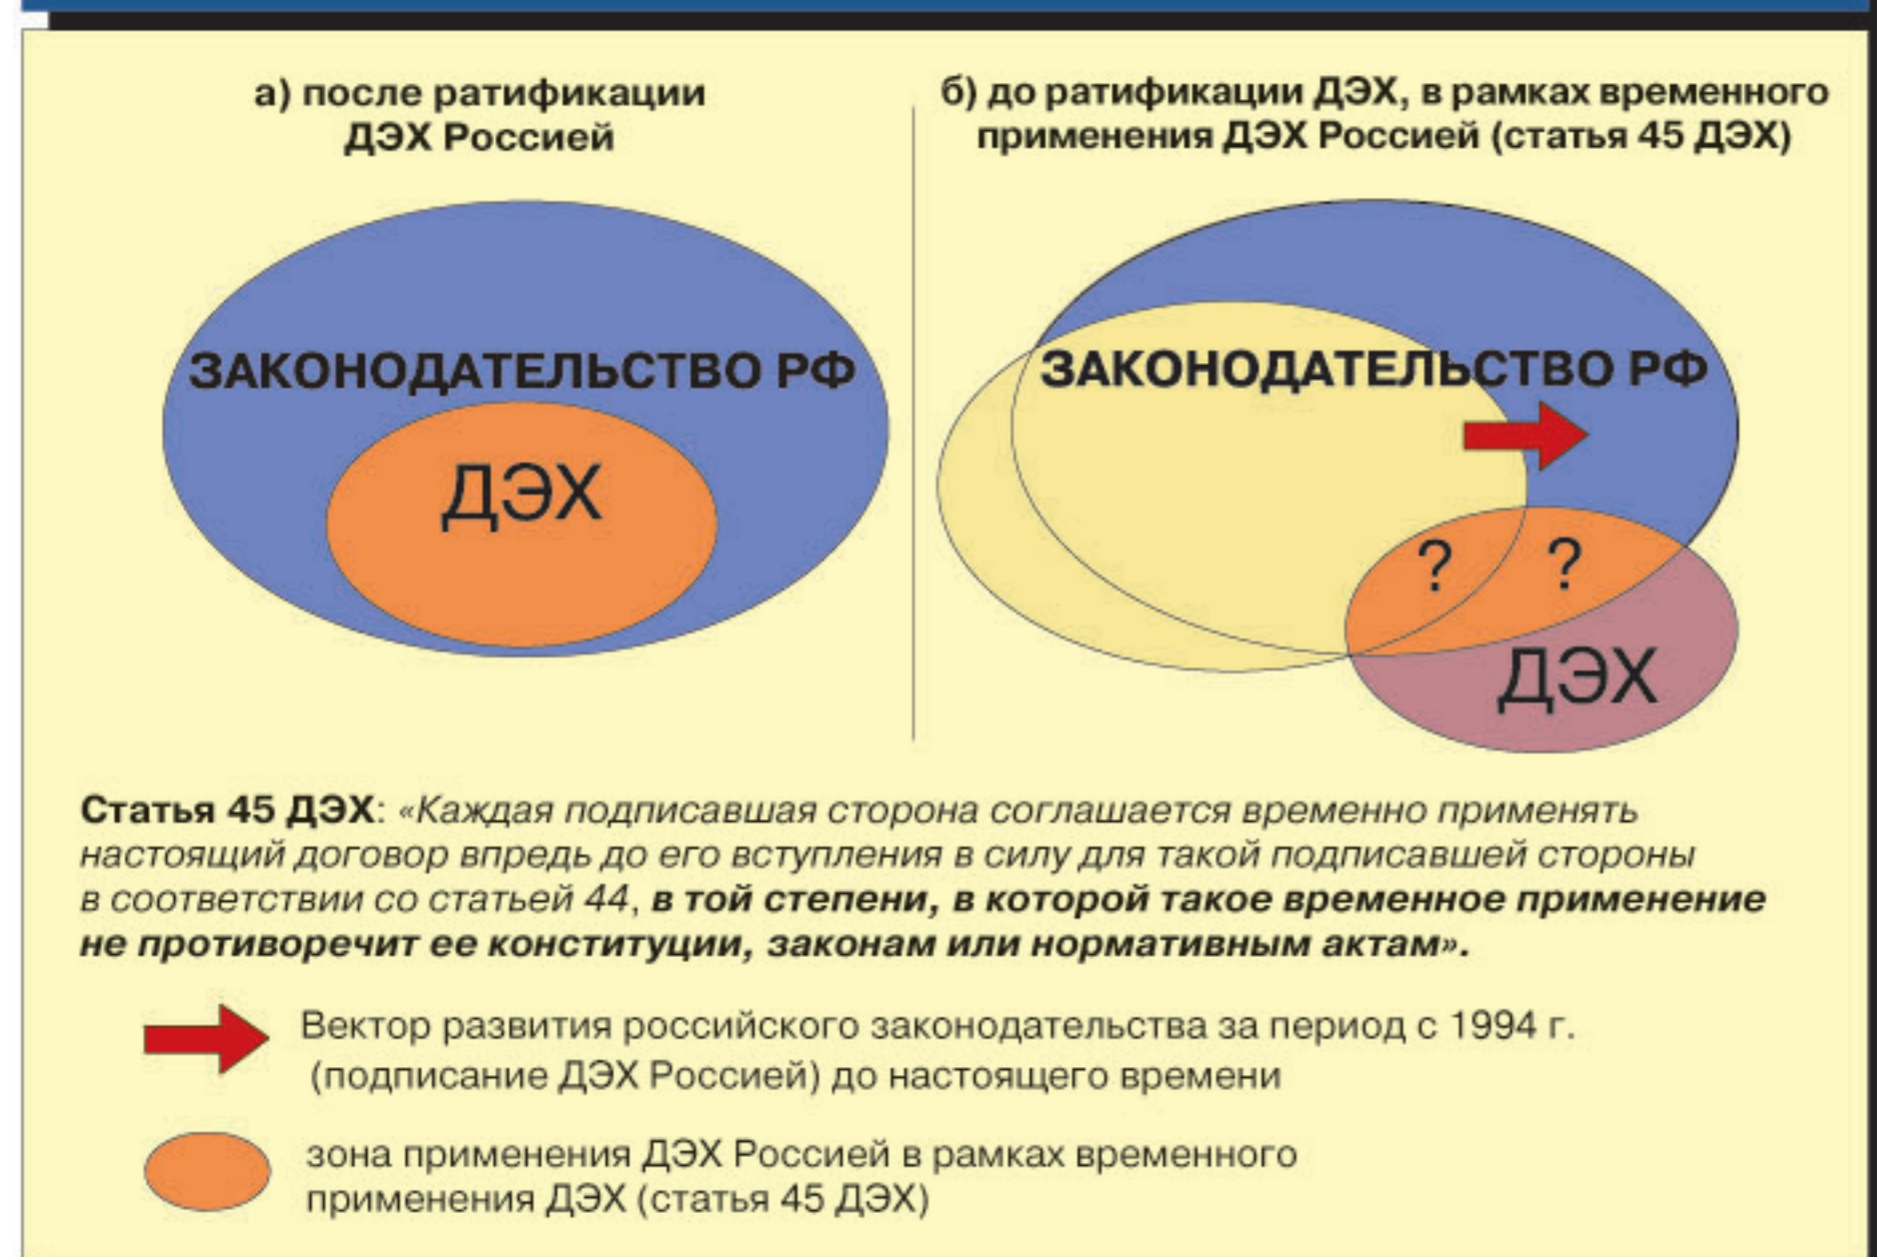 а) после ратификации
ДЭХ Россией
б) до ратификации ДЭХ, в рамках временного
применения ДЭХ Россией (статья 45 ДЭХ)
ЗАКОНОДАТЕЛЬСТВО РФ
ДЭХ
ЗАКОНОДАТЕЛЬСТВО РФ
? ?
ДЭХ
Статья 45 ДЭХ: «Каждая подписавшая сторона соглашается временно применять
настоящий договор впредь до его вступления в силу для такой подписавшей стороны
в соответствии со статьей 44, в той степени, в которой такое временное применение
не противоречит ее конституции, законам или нормативным актам».
Вектор развития российского законодательства за период с 1994 г.
(подписание ДЭХ Россией) до настоящего времени
зона применения ДЭХ Россией в рамках временного
применения ДЭХ (статья 45 ДЭХ)